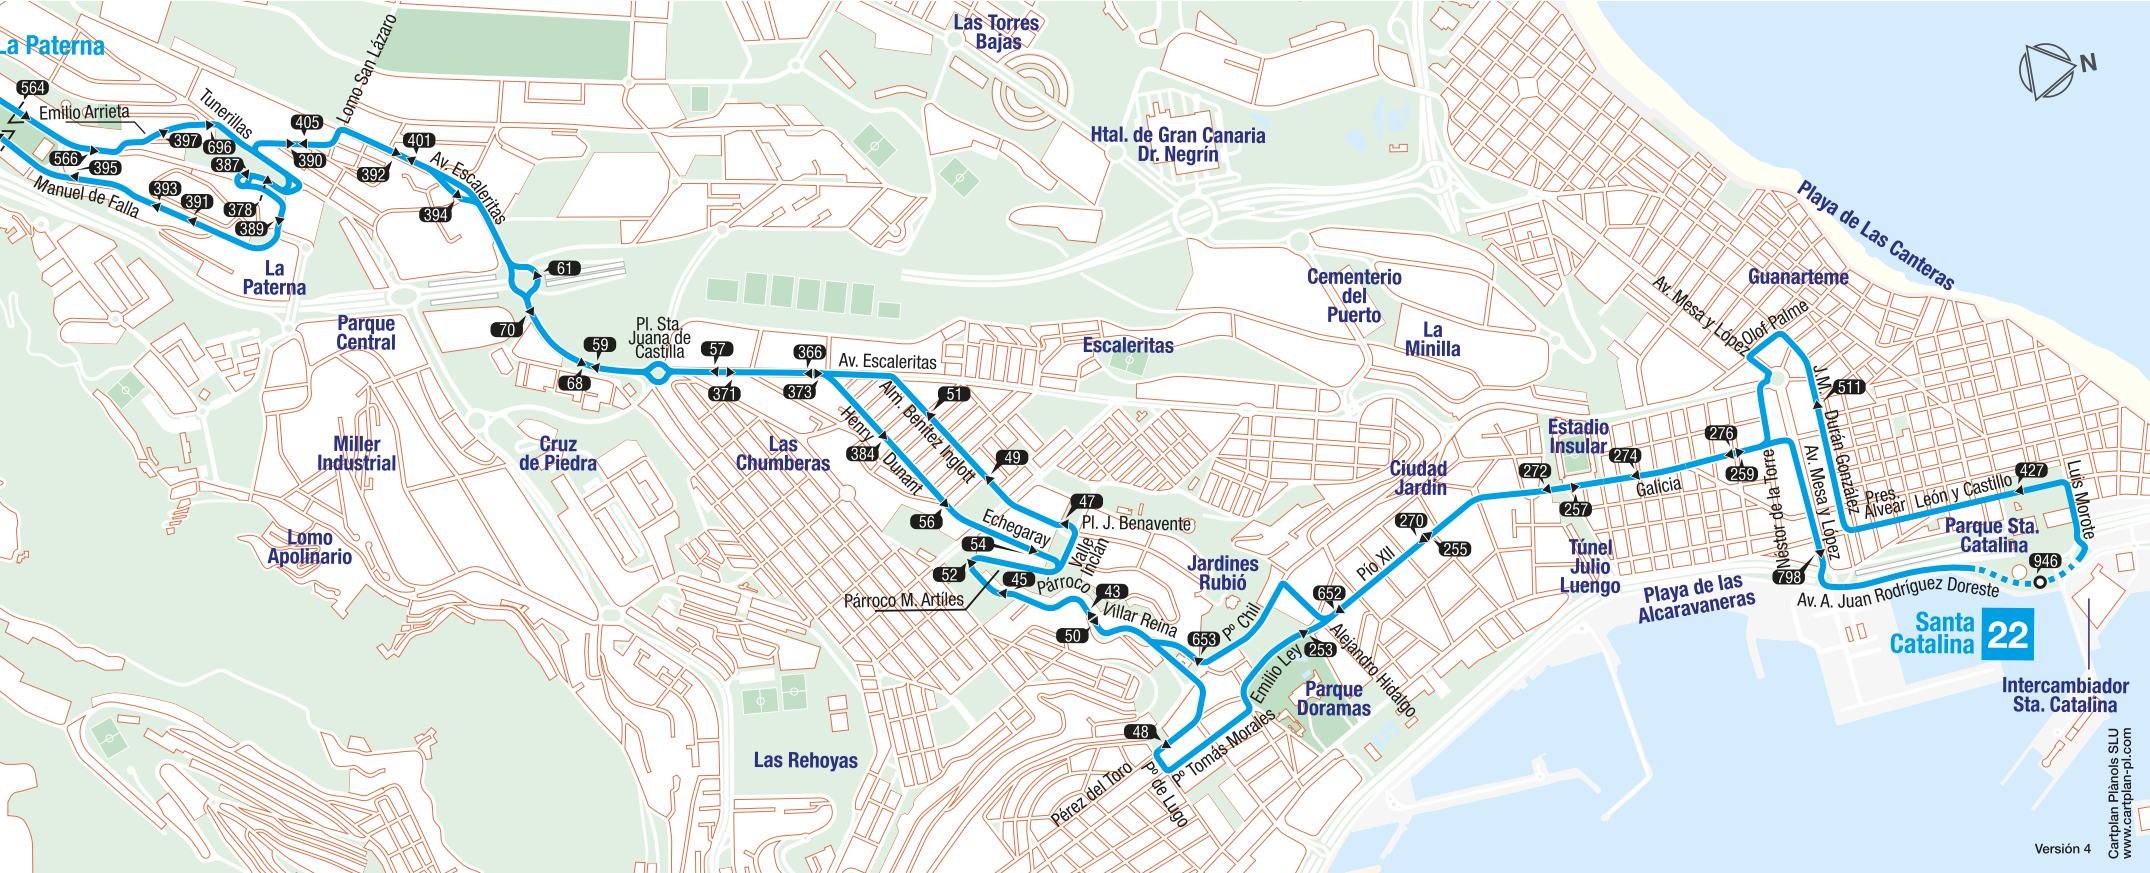 La Paterna
564
Emilio Arrieta
Tunerillas
Lomo San Lázaro
405
390
397
696
387
566
395
393
391
378
389
Manuel de Falla
La
Paterna
401
392
394
Av. Escaleritas
61
70
Parque
Central
59
68
Pl. Sta.
Juana de
Castilla
57
371
366
373
Av. Escaleritas
Las Torres
Bajas
Htal. de Gran Canaria
Dr. Negrín
Cementerio
del
Puerto
La
Minilla
Escaleritas
Playa de Las Canteras
Guanarteme
N
Av. Mesa y López
Olof Palme
511
J.M. Durán González
Alm. Benítez Inglott
51
Henry Dunant
384
49
56
47
Pl. J. Benavente
Echegaray
54
Valle
Inclán
52
45
Párroco Villar Reina
Párroco M. Artiles
43
50
Miller
Industrial
Cruz
de Piedra
Las
Chumberas
Lomo
Apolinario
Las Rehoyas
Jardines
Rubió
653
Pº Chil
48
Pérez del Toro
Pº de Lugo
Pº Tomás Morales
Emilio Ley
253
652
Alejandro Hidalgo
Parque
Doramas
Pío XII
270
255
Ciudad
Jardín
Estadio
Insular
272
257
274
Galicia
276
259
Túnel
Julio
Luengo
Néstor de la Torre
Av. Mesa y López
798
Playa de las
Alcaravaneras
Pres.
Alvear
León y Castillo
427
Luis Morote
Parque Sta.
Catalina
946
Av. A. Juan Rodríguez Doreste
Santa
Catalina
22
Intercambiador
Sta. Catalina
Versión 4
Cartplan Plànols SLU
www.cartplan-pl.com